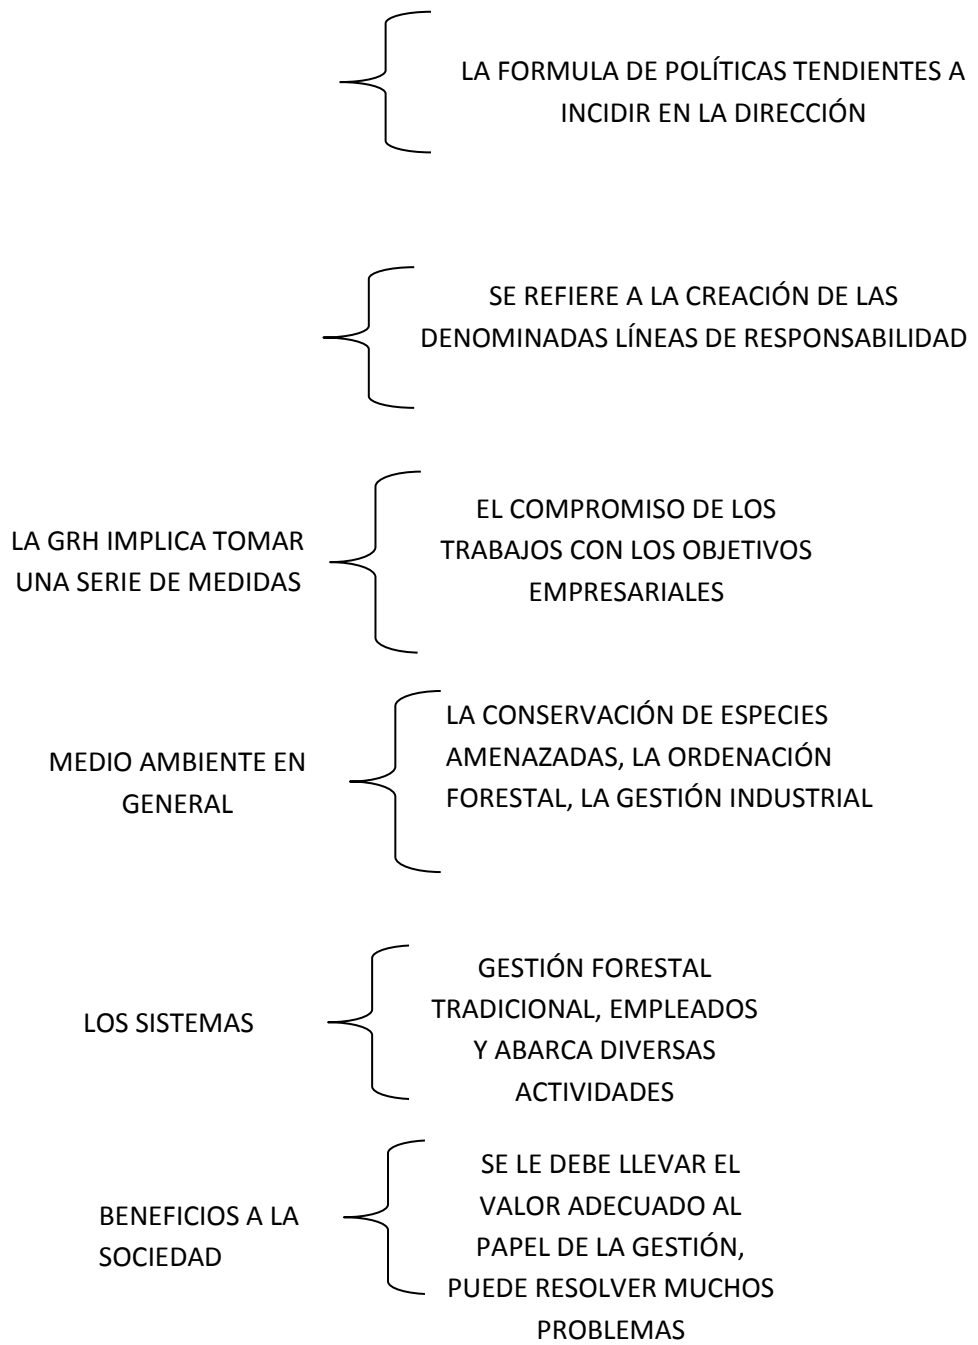 LA FORMULA DE POLÍTICAS TENDIENTES A
INCIDIR EN LA DIRECCIÓN
SE REFIERE A LA CREACIÓN DE LAS
DENOMINADAS LÍNEAS DE RESPONSABILIDAD
LA GRH IMPLICA TOMAR
UNA SERIE DE MEDIDAS
EL COMPROMISO DE LOS
TRABAJOS CON LOS OBJETIVOS
EMPRESARIALES
MEDIO AMBIENTE EN
GENERAL
LA CONSERVACIÓN DE ESPECIES
AMENAZADAS, LA ORDENACIÓN
FORESTAL, LA GESTIÓN INDUSTRIAL
LOS SISTEMAS
GESTIÓN FORESTAL
TRADICIONAL, EMPLEADOS
Y ABARCA DIVERSAS
ACTIVIDADES
BENEFICIOS A LA
SOCIEDAD
SE LE DEBE LLEVAR EL
VALOR ADECUADO AL
PAPEL DE LA GESTIÓN,
PUEDE RESOLVER MUCHOS
PROBLEMAS